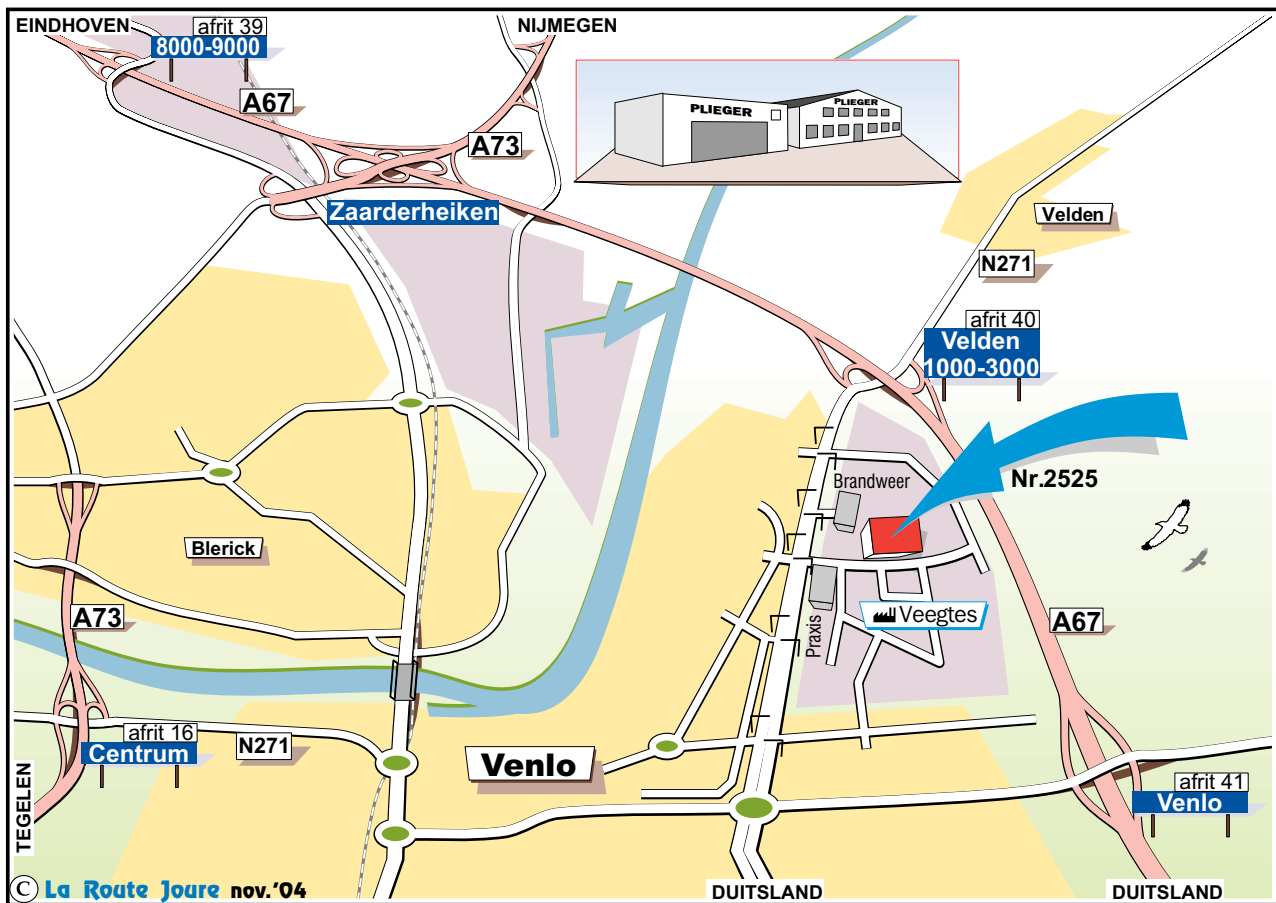 EINDHOVEN
afrit 39
8000-9000
NIJMEGEN
A67
A73
PLIEGER
PLIEGER
Zaarderheiken
Velden
N271
afrit 40
Velden
1000-3000
Nr.2525
Brandweer
Blerick
Veegtes
Praxis
A73
A67
afrit 16
Centrum
N271
Venlo
afrit 41
Venlo
TEGELEN
© La Route Joure nov.'04
DUITSLAND
DUITSLAND